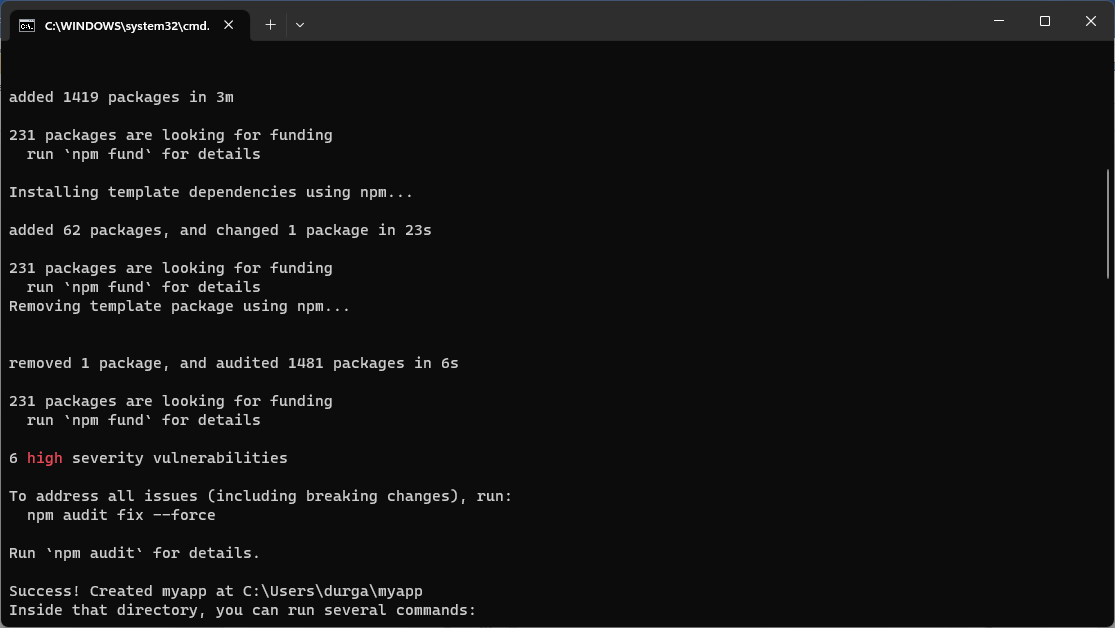 C:\WINDOWS\system32\cmd.
added 1419 packages in 3m
231 packages are looking for funding
  run `npm fund` for details
Installing template dependencies using npm...
added 62 packages, and changed 1 package in 23s
231 packages are looking for funding
  run `npm fund` for details
Removing template package using npm...
removed 1 package, and audited 1481 packages in 6s
231 packages are looking for funding
  run `npm fund` for details
6 high severity vulnerabilities
To address all issues (including breaking changes), run:
  npm audit fix --force
Run `npm audit` for details.
Success! Created myapp at C:\Users\durga\myapp
Inside that directory, you can run several commands: